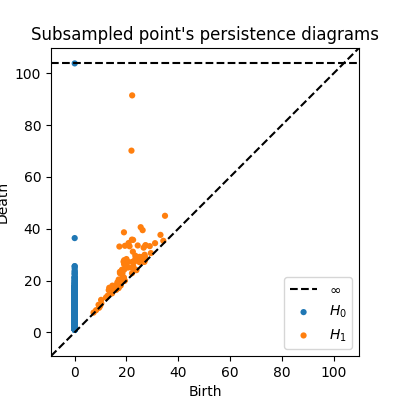 Subsampled point's persistence diagrams
100
80
60
40
20
0
Death
0 20 40 60 80 100
Birth
∞
H₀
H₁